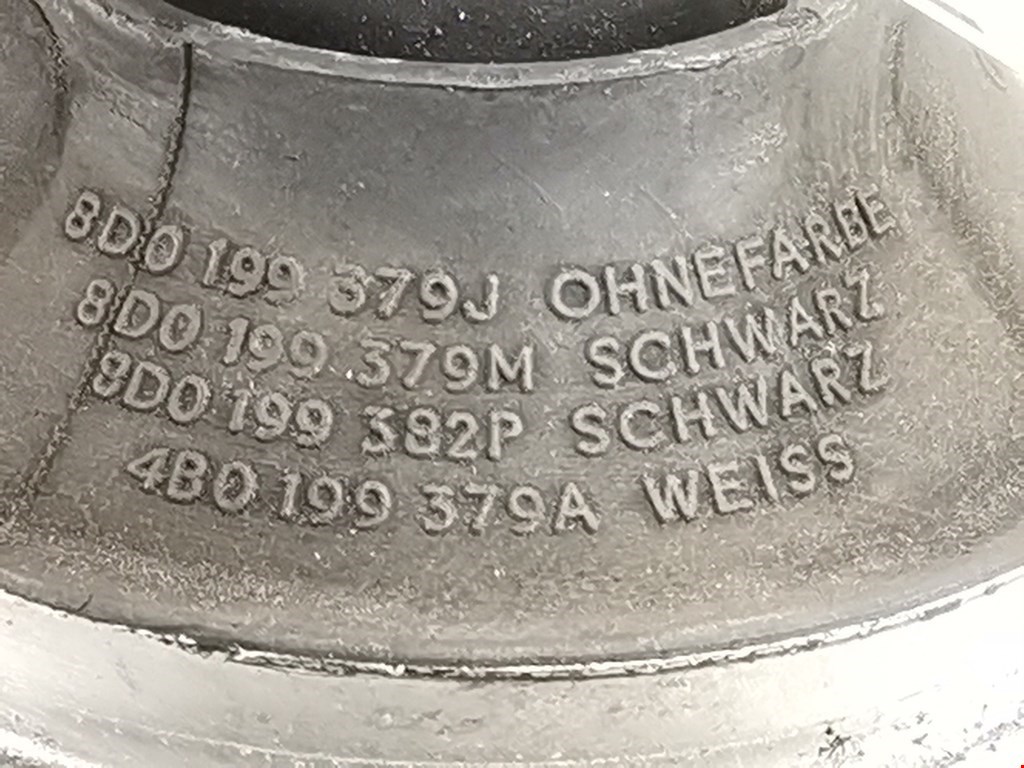 8D0 199 379J OHNEFARBE
8D0 199 379M SCHWARZ
8D0 199 382P SCHWARZ
4B0 199 379A WEISS